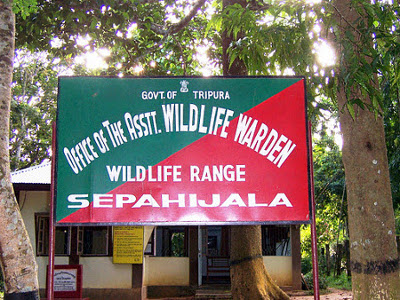 GOVT. OF TRIPURA
OFFICE OF THE ASSTT. WILDLIFE WARDEN
WILDLIFE RANGE
SEPAHIJALA